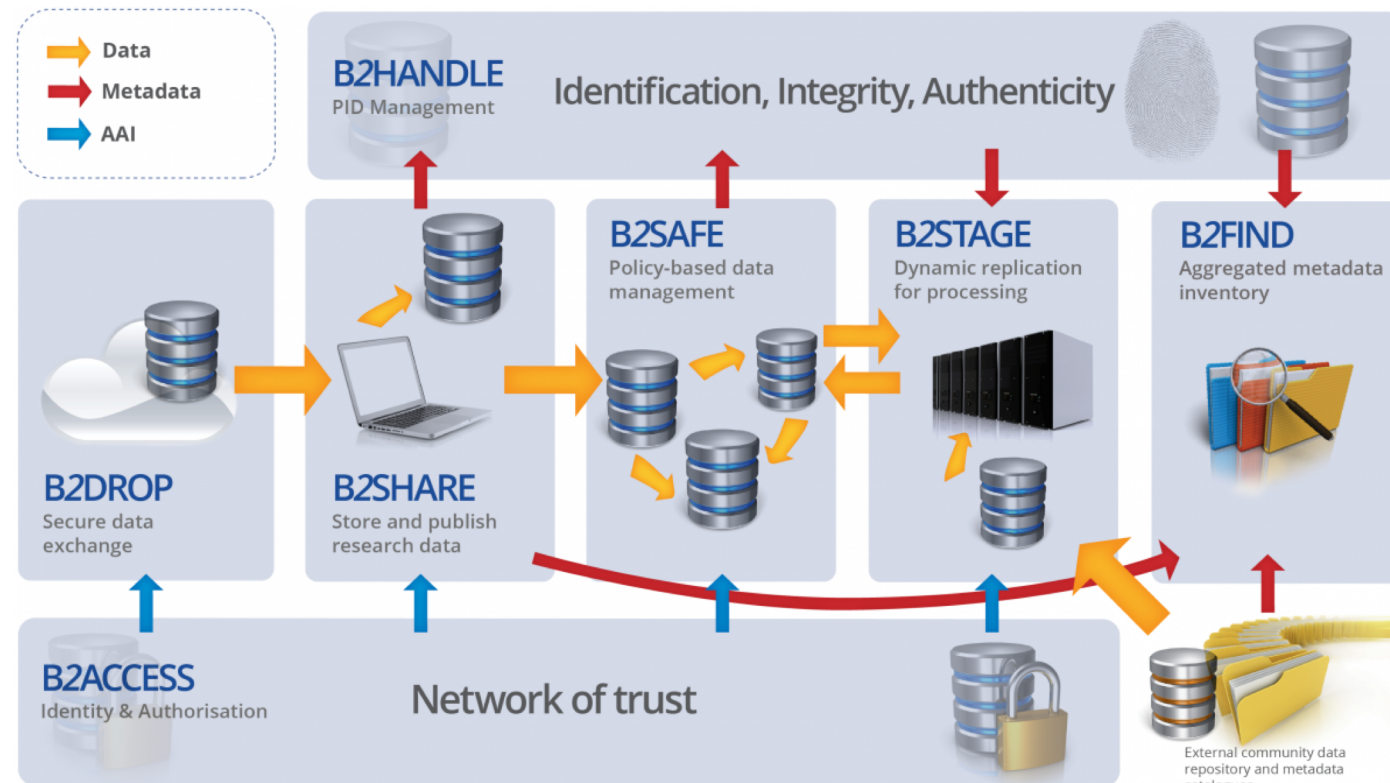 Data
Metadata
AAI
B2HANDLE
PID Management
Identification, Integrity, Authenticity
B2DROP
Secure data
exchange
B2SHARE
Store and publish
research data
B2SAFE
Policy-based data
management
B2STAGE
Dynamic replication
for processing
B2FIND
Aggregated metadata
inventory
B2ACCESS
Identity & Authorisation
Network of trust
External community data
repository and metadata